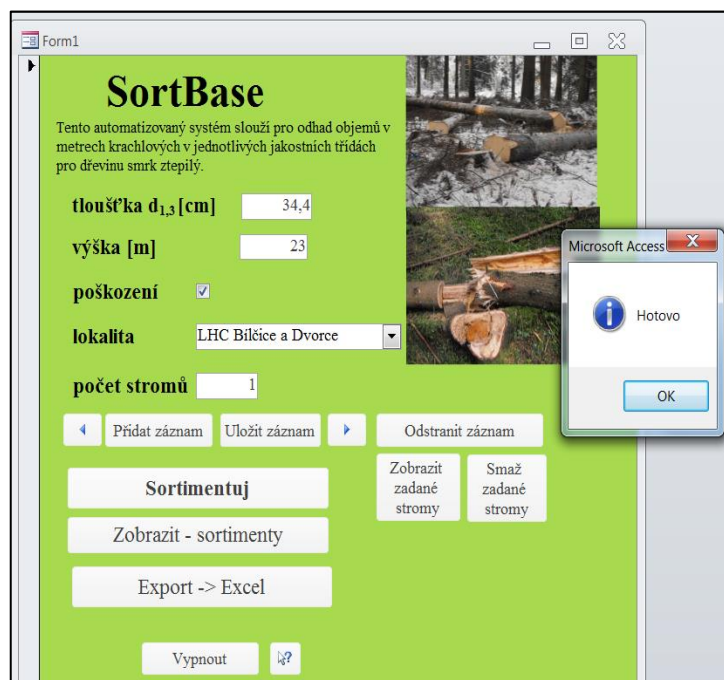 Form1
SortBase
Tento automatizovaný systém slouží pro odhad objemů v
metrech krachlových v jednotlivých jakostních třídách
pro dřevinu smrk ztepilý.
tloušťka d1,3 [cm] 34,4
výška [m] 23
poškození
lokalita LHC Bílčice a Dvorce
počet stromů 1
Přidat záznam Uložit záznam Odstranit záznam
Sortimentuj
Zobrazit
zadané
stromy
Smaž
zadané
stromy
Zobrazit - sortimenty
Export -> Excel
Vypnout ?
Microsoft Access X
i Hotovo
OK